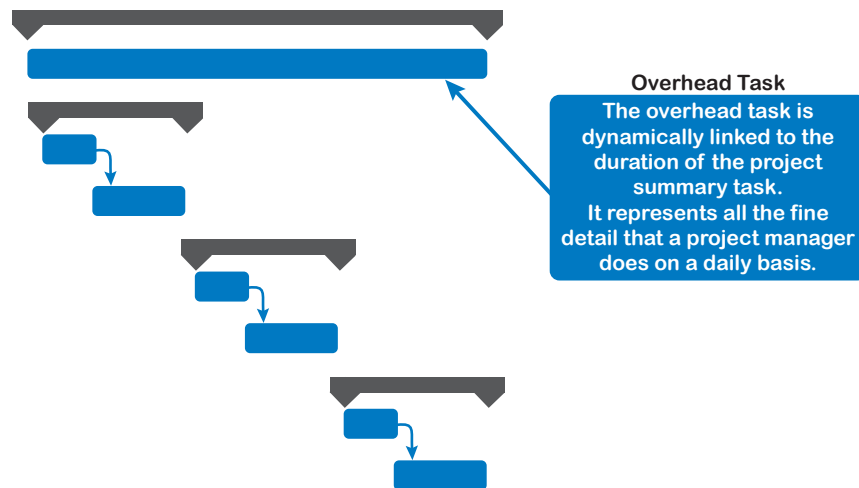 Overhead Task
The overhead task is
dynamically linked to the
duration of the project
summary task.
It represents all the fine
detail that a project manager
does on a daily basis.